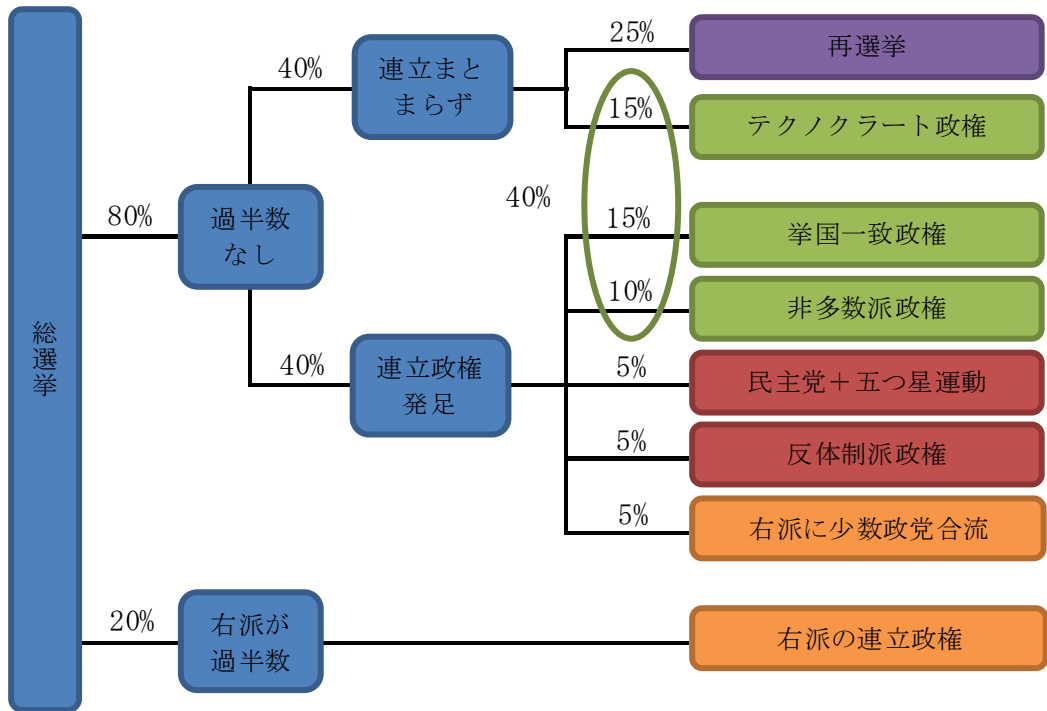 総選挙
80%
過半数
なし
40%
連立まと
まらず
25%
再選挙
15%
テクノクラート政権
40%
15%
挙国一致政権
10%
非多数派政権
40%
連立政権
発足
5%
民主党＋五つ星運動
5%
反体制派政権
5%
右派に少数政党合流
20%
右派が
過半数
右派の連立政権